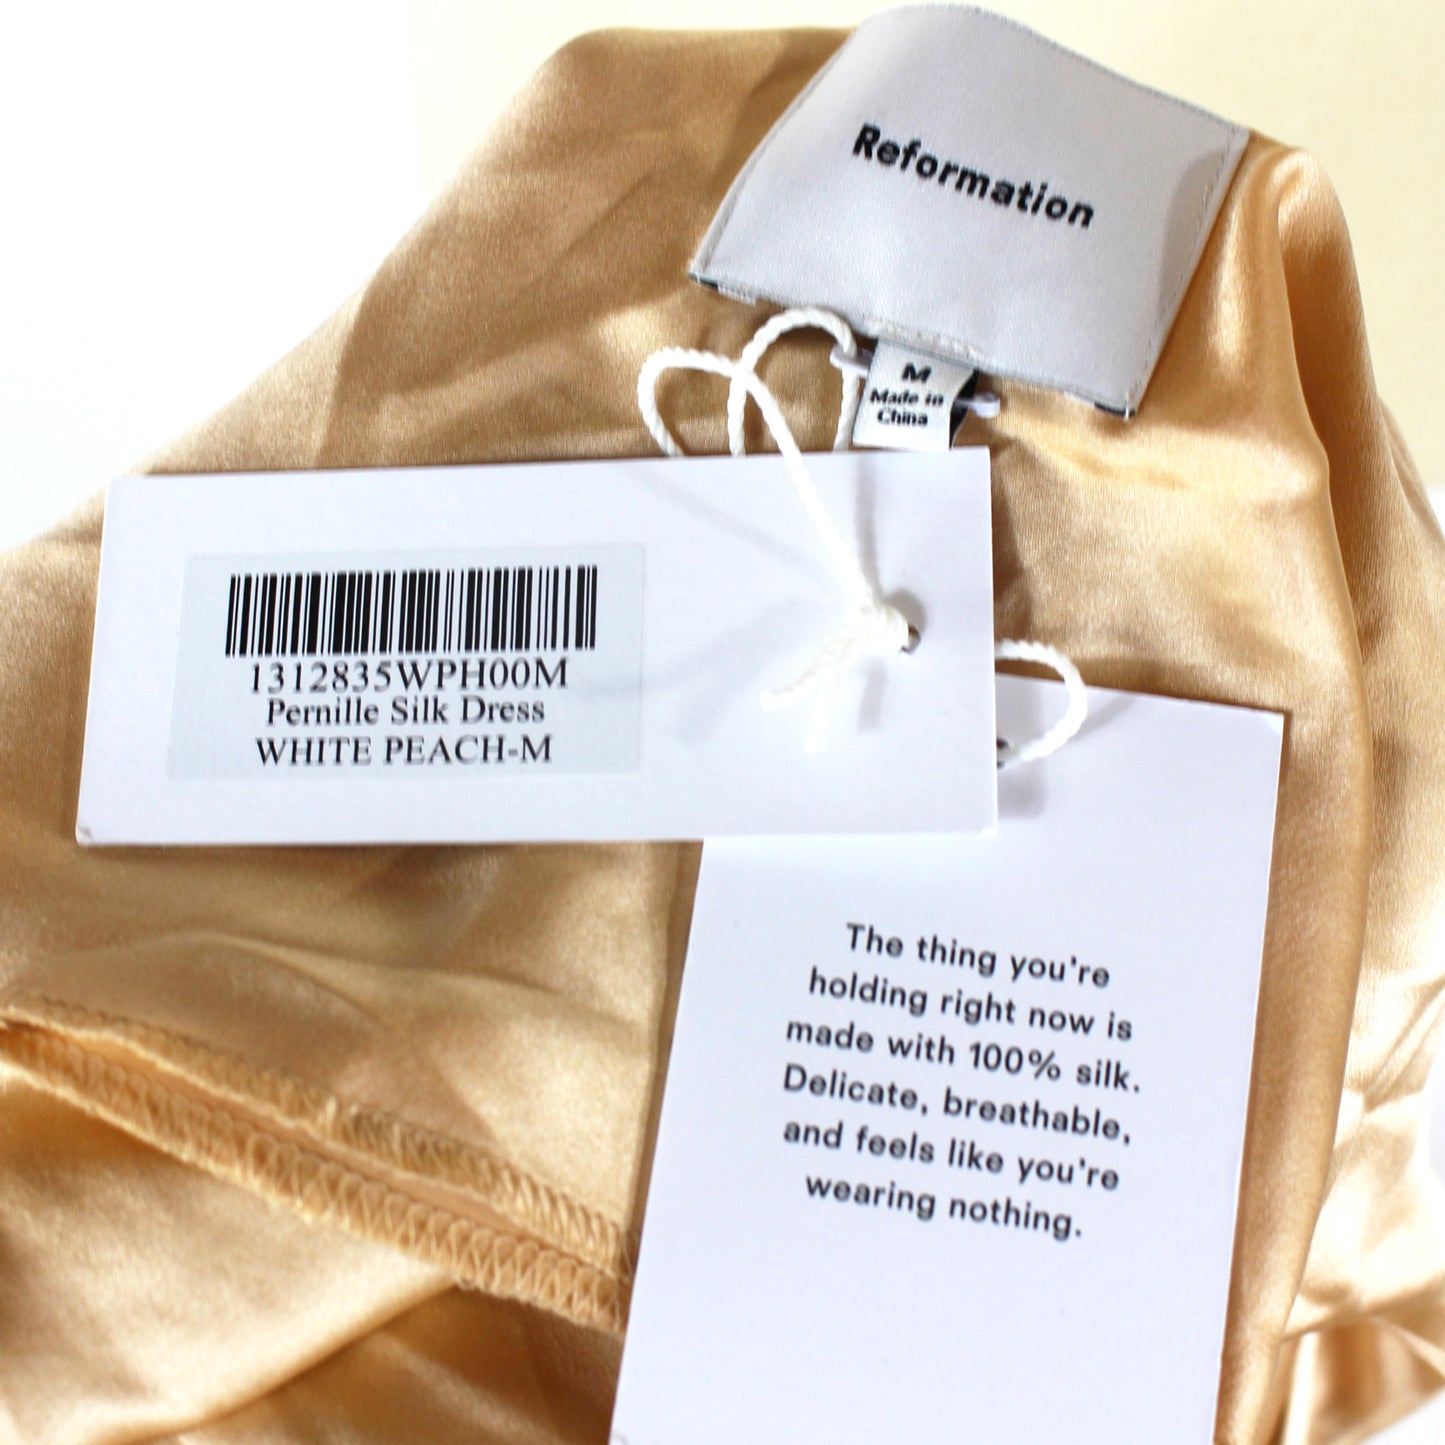 Reformation
M
Made in
China
1312835WPH00M
Pernille Silk Dress
WHITE PEACH-M
The thing you're
holding right now is
made with 100% silk.
Delicate, breathable,
and feels like you're
wearing nothing.